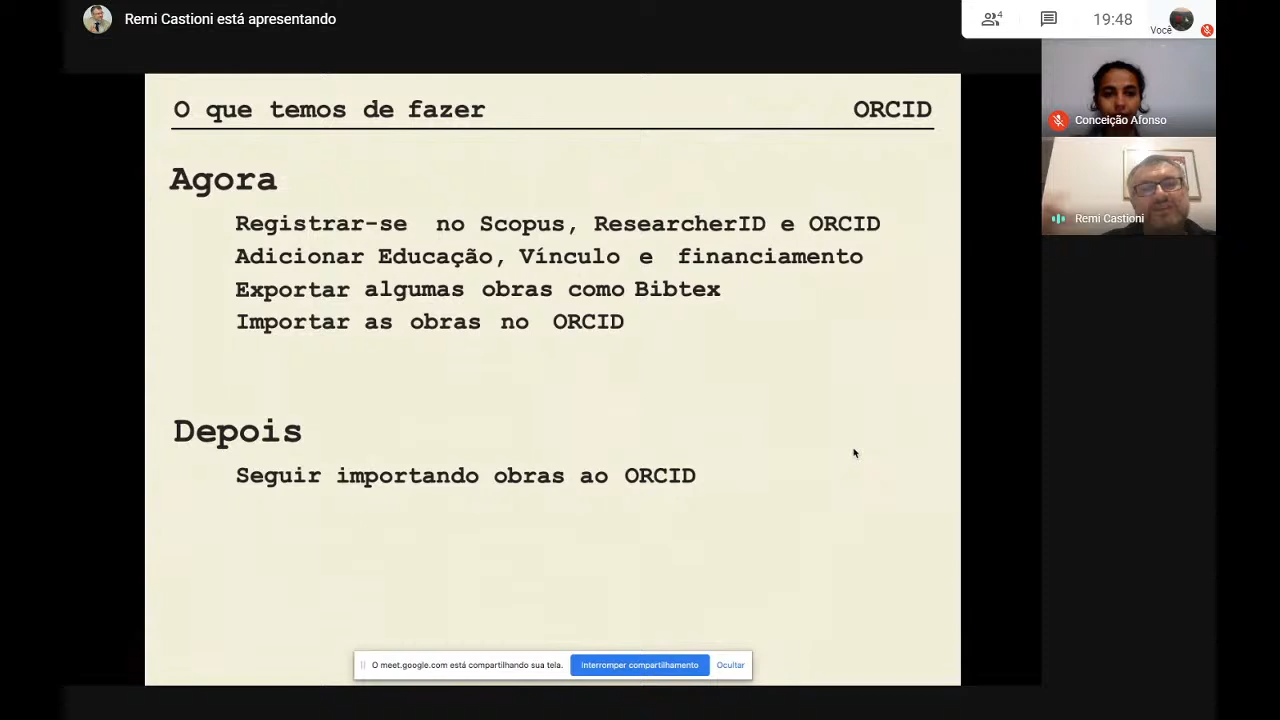 Remi Castioni está apresentando
4
19:48
Você
Conceição Afonso
Remi Castioni
O que temos de fazer ORCID
Agora
Registrar-se no Scopus, ResearcherID e ORCID
Adicionar Educação, Vínculo e financiamento
Exportar algumas obras como Bibtex
Importar as obras no ORCID
Depois
Seguir importando obras ao ORCID
O meet.google.com está compartilhando sua tela. Interromper compartilhamento Ocultar